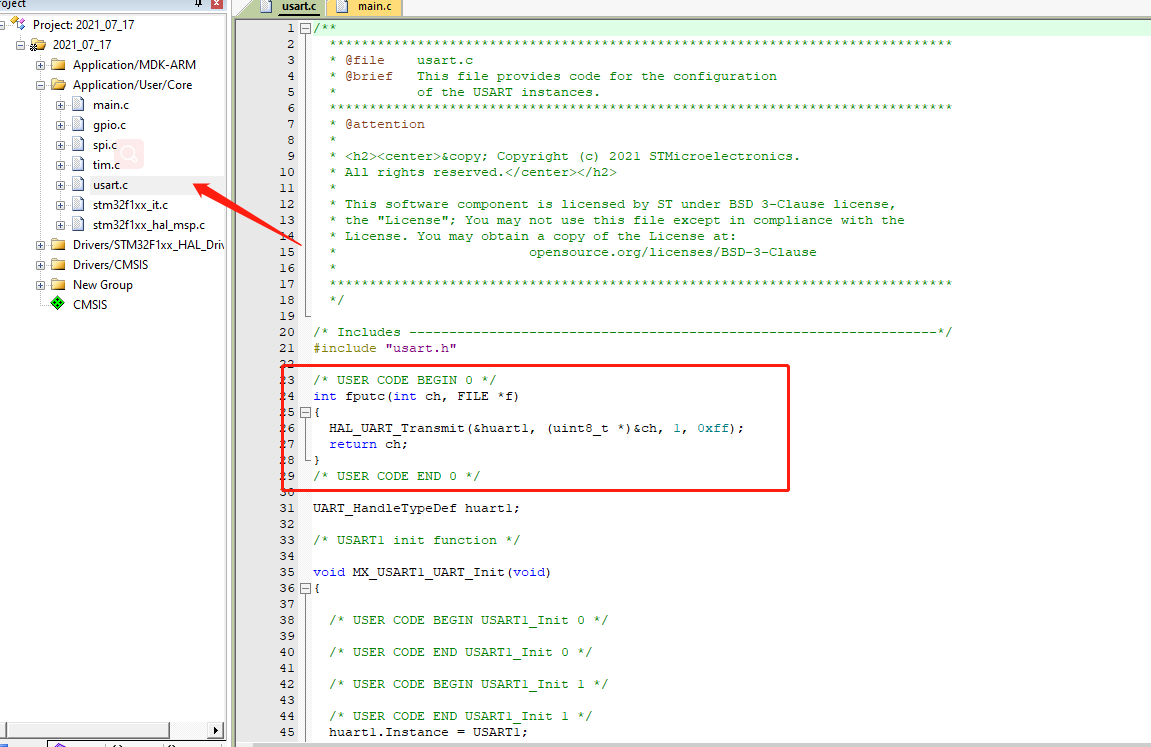 roject
Project: 2021_07_17
2021_07_17
Application/MDK-ARM
Application/User/Core
main.c
gpio.c
spi.c
tim.c
usart.c
stm32f1xx_it.c
stm32f1xx_hal_msp.c
Drivers/STM32F1xx_HAL_Driv
Drivers/CMSIS
New Group
CMSIS
usart.c main.c
1 /**
2 ******************************************************************************
3 * @file    usart.c
4 * @brief   This file provides code for the configuration
5 *          of the USART instances.
6 ******************************************************************************
7 * @attention
8 *
9 * <h2><center>&copy; Copyright (c) 2021 STMicroelectronics.
10 * All rights reserved.</center></h2>
11 *
12 * This software component is licensed by ST under BSD 3-Clause license,
13 * the "License"; You may not use this file except in compliance with the
14 * License. You may obtain a copy of the License at:
15 *                        opensource.org/licenses/BSD-3-Clause
16 *
17 ******************************************************************************
18 */
19
20 /* Includes ------------------------------------------------------------------*/
21 #include "usart.h"
22
23 /* USER CODE BEGIN 0 */
24 int fputc(int ch, FILE *f)
25 {
26 HAL_UART_Transmit(&huart1, (uint8_t *)&ch, 1, 0xff);
27 return ch;
28 }
29 /* USER CODE END 0 */
30
31 UART_HandleTypeDef huart1;
32
33 /* USART1 init function */
34
35 void MX_USART1_UART_Init(void)
36 {
37
38 /* USER CODE BEGIN USART1_Init 0 */
39
40 /* USER CODE END USART1_Init 0 */
41
42 /* USER CODE BEGIN USART1_Init 1 */
43
44 /* USER CODE END USART1_Init 1 */
45 huart1.Instance = USART1;